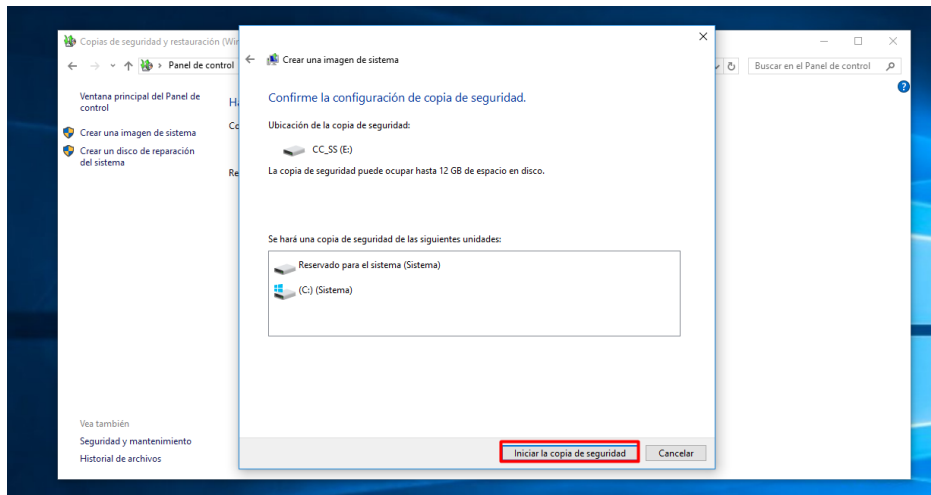 Copias de seguridad y restauración (Wir
Panel de control
Buscar en el Panel de control
Ventana principal del Panel de
control
Crear una imagen de sistema
Crear un disco de reparación
del sistema
Ha
Co
Re
Vea también
Seguridad y mantenimiento
Historial de archivos
Crear una imagen de sistema
Confirme la configuración de copia de seguridad.
Ubicación de la copia de seguridad:
CC_SS (E:)
La copia de seguridad puede ocupar hasta 12 GB de espacio en disco.
Se hará una copia de seguridad de las siguientes unidades:
Reservado para el sistema (Sistema)
(C:) (Sistema)
Iniciar la copia de seguridad
Cancelar